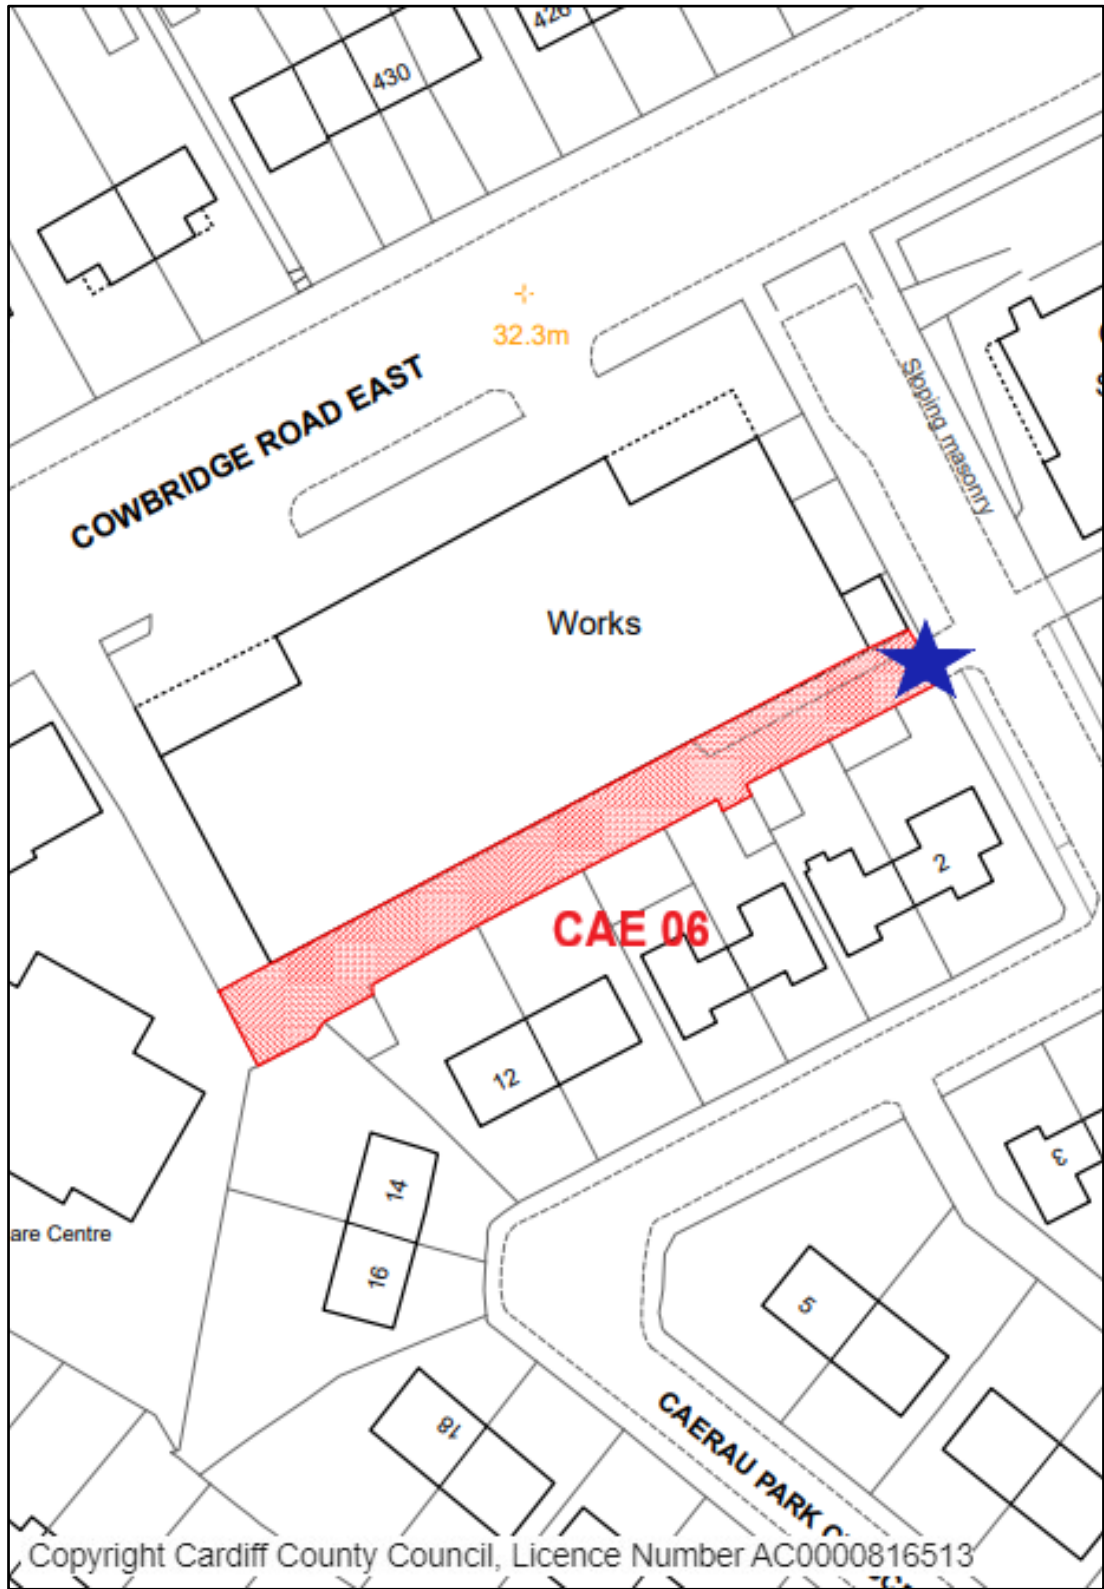 426
430
32.3m
COWBRIDGE ROAD EAST
Sloping masonry
Works
2
CAE 06
12
3
14
are Centre
16
5
18
CAERAU PARK
Copyright Cardiff County Council, Licence Number AC0000816513